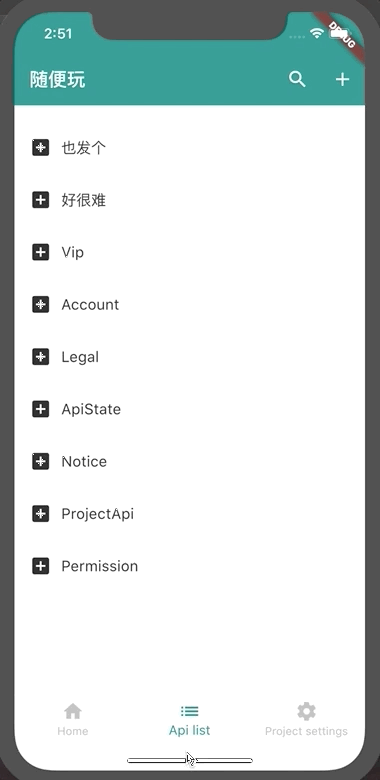 2:51
DEBUG
随便玩
也发个
好很难
Vip
Account
Legal
ApiState
Notice
ProjectApi
Permission
Home
Api list
Project settings